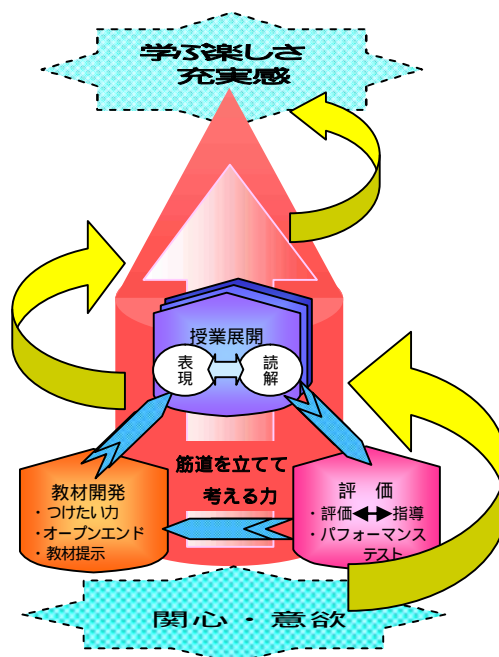 学ぶ楽しさ
充実感
授業展開
表現
読解
筋道を立てて
考える力
教材開発
・つけたい力
・オープンエンド
・教材提示
評　価
・評価⇔指導
・パフォーマンス
テスト
関心・意欲